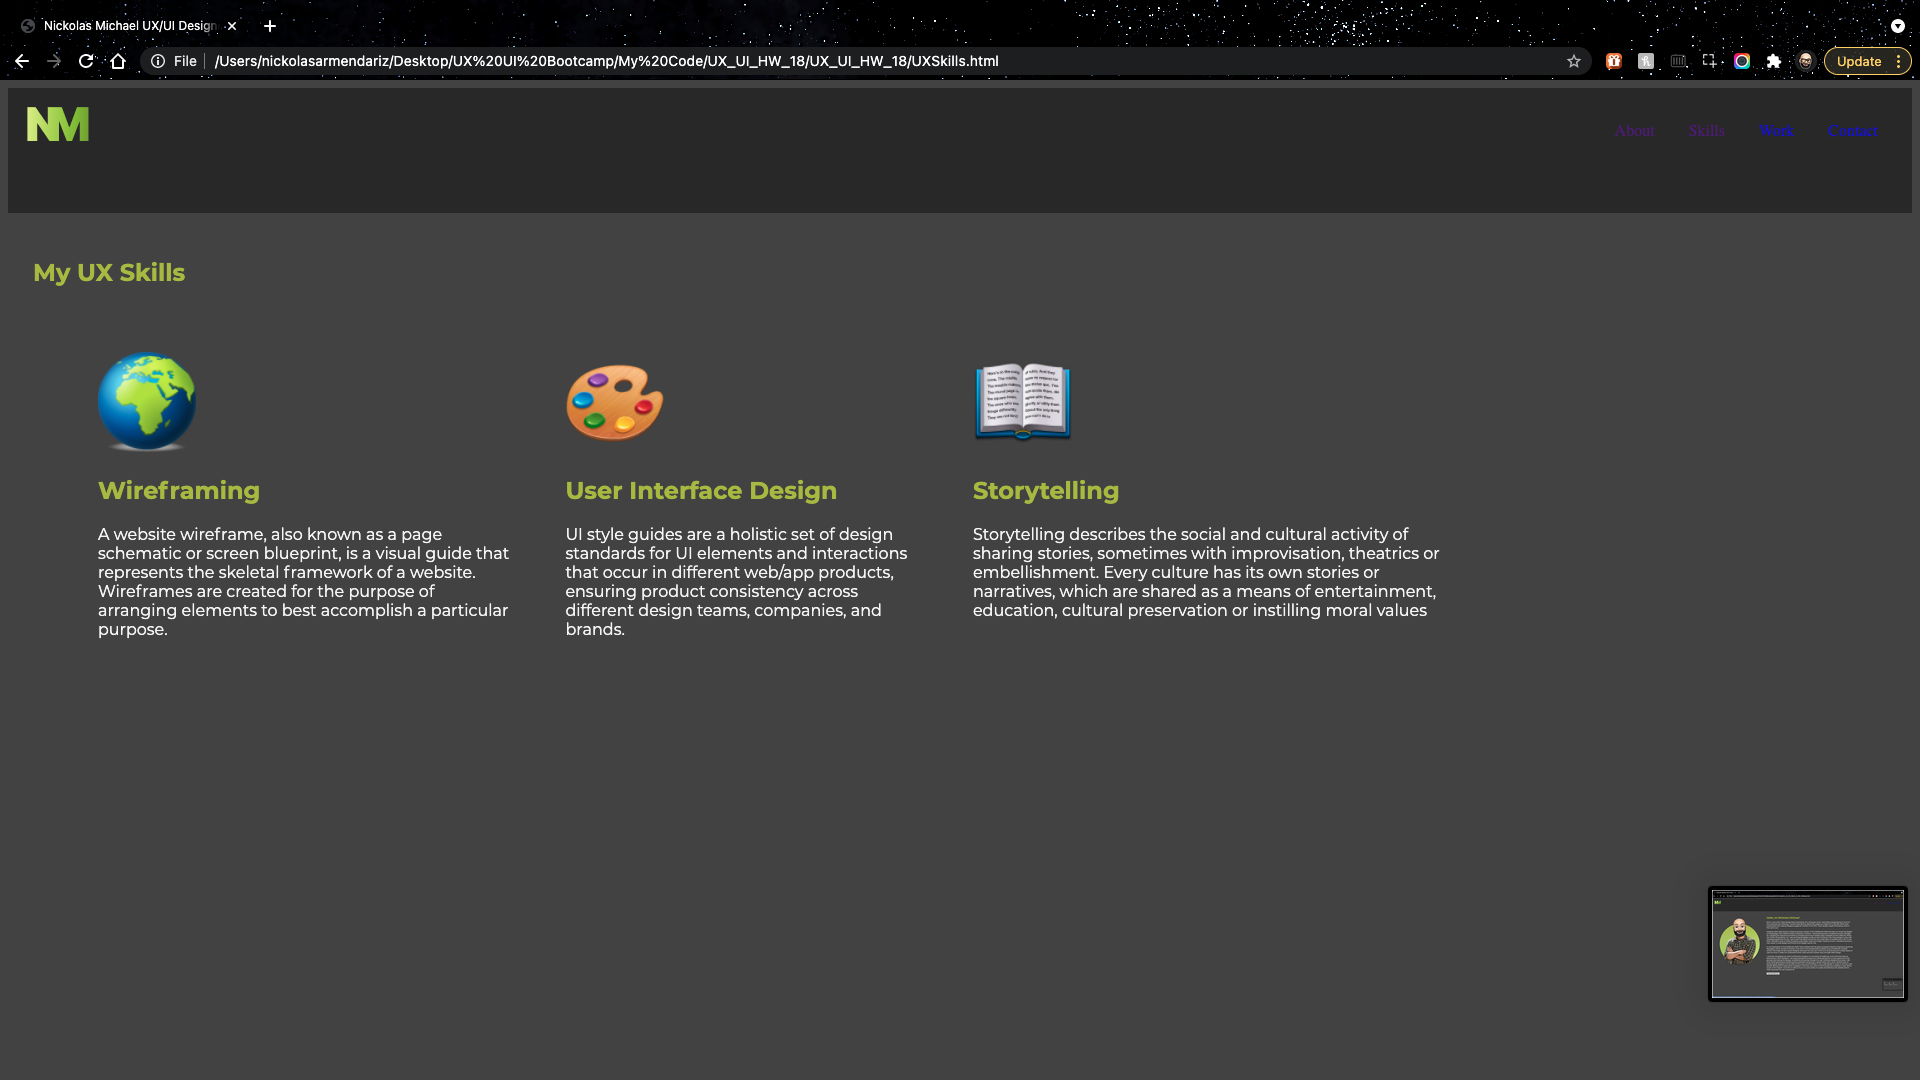 Nickolas Michael UX/UI Design
File
/Users/nickolasarmendariz/Desktop/UX%20UI%20Bootcamp/My%20Code/UX_UI_HW_18/UX_UI_HW_18/UXSkills.html
Update
NM
About
Skills
Work
Contact
My UX Skills
Wireframing
A website wireframe, also known as a page
schematic or screen blueprint, is a visual guide that
represents the skeletal framework of a website.
Wireframes are created for the purpose of
arranging elements to best accomplish a particular
purpose.
User Interface Design
UI style guides are a holistic set of design
standards for UI elements and interactions
that occur in different web/app products,
ensuring product consistency across
different design teams, companies, and
brands.
Storytelling
Storytelling describes the social and cultural activity of
sharing stories, sometimes with improvisation, theatrics or
embellishment. Every culture has its own stories or
narratives, which are shared as a means of entertainment,
education, cultural preservation or instilling moral values